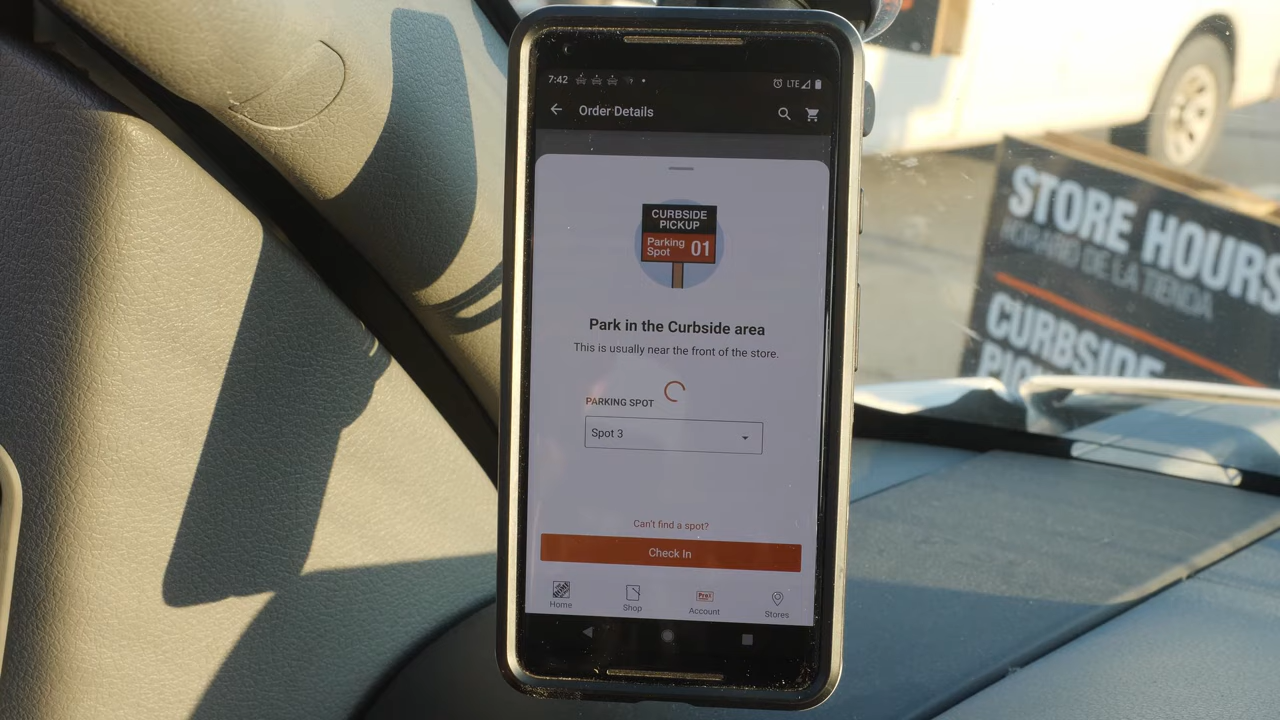 7:42
LTE
Order Details
CURBSIDE
PICKUP
Parking
Spot
01
Park in the Curbside area
This is usually near the front of the store.
PARKING SPOT
Spot 3
Can't find a spot?
Check In
Home
Shop
Pro
Account
Stores
STORE HOURS
HORARIO DE LA TIENDA
CURBSIDE